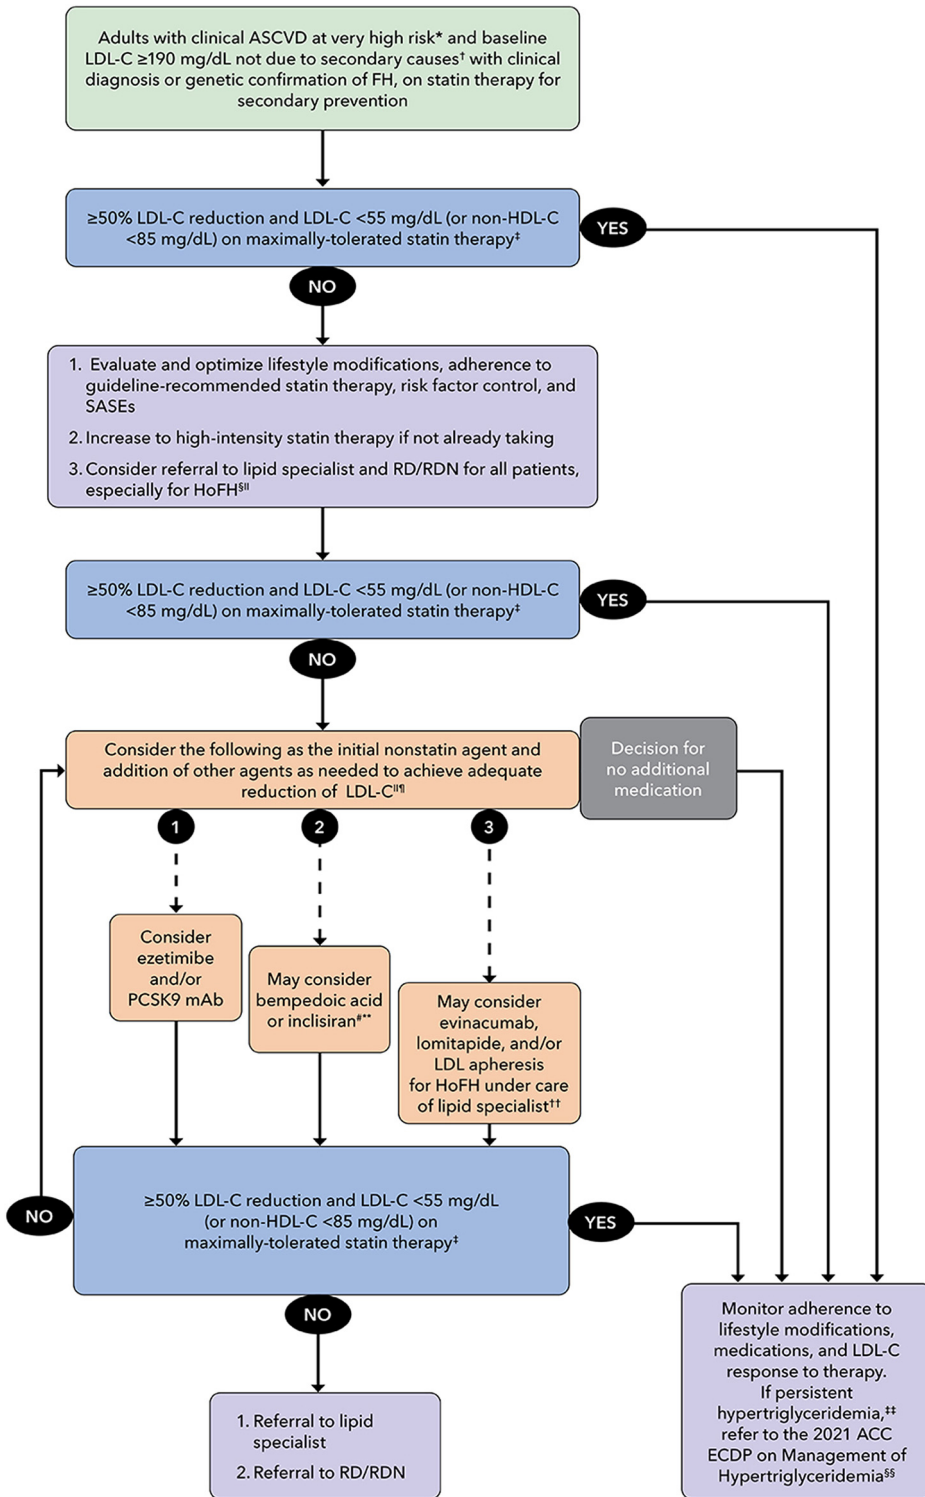 Adults with clinical ASCVD at very high risk* and baseline
LDL-C ≥190 mg/dL not due to secondary causes† with clinical
diagnosis or genetic confirmation of FH, on statin therapy for
secondary prevention
≥50% LDL-C reduction and LDL-C <55 mg/dL (or non-HDL-C
<85 mg/dL) on maximally-tolerated statin therapy‡
YES
NO
1. Evaluate and optimize lifestyle modifications, adherence to
guideline-recommended statin therapy, risk factor control, and
SASEs
2. Increase to high-intensity statin therapy if not already taking
3. Consider referral to lipid specialist and RD/RDN for all patients,
especially for HoFH§||
≥50% LDL-C reduction and LDL-C <55 mg/dL (or non-HDL-C
<85 mg/dL) on maximally-tolerated statin therapy‡
YES
NO
Consider the following as the initial nonstatin agent and
addition of other agents as needed to achieve adequate
reduction of LDL-C||¶
Decision for
no additional
medication
1
2
3
Consider
ezetimibe
and/or
PCSK9 mAb
May consider
bempedoic acid
or inclisiran#**
May consider
evinacumab,
lomitapide, and/or
LDL apheresis
for HoFH under care
of lipid specialist††
≥50% LDL-C reduction and LDL-C <55 mg/dL
(or non-HDL-C <85 mg/dL) on
maximally-tolerated statin therapy‡
NO
YES
NO
1. Referral to lipid
specialist
2. Referral to RD/RDN
Monitor adherence to
lifestyle modifications,
medications, and LDL-C
response to therapy.
If persistent
hypertriglyceridemia,‡‡
refer to the 2021 ACC
ECDP on Management of
Hypertriglyceridemia§§